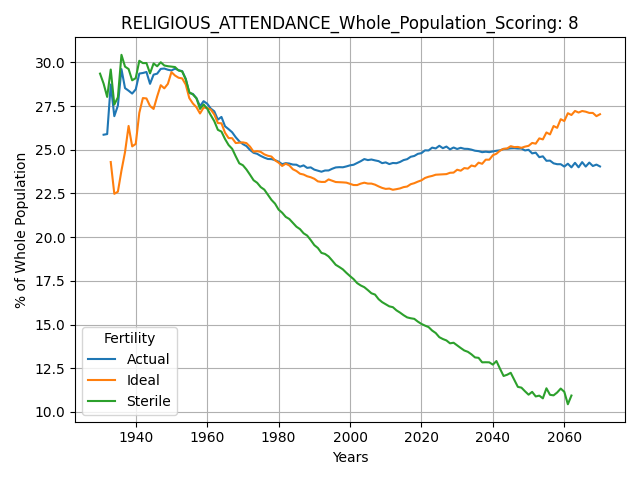 RELIGIOUS_ATTENDANCE_Whole_Population_Scoring: 8
% of Whole Population
30.0
27.5
25.0
22.5
20.0
17.5
15.0
12.5
10.0
Fertility
Actual
Ideal
Sterile
1940 1960 1980 2000 2020 2040 2060
Years